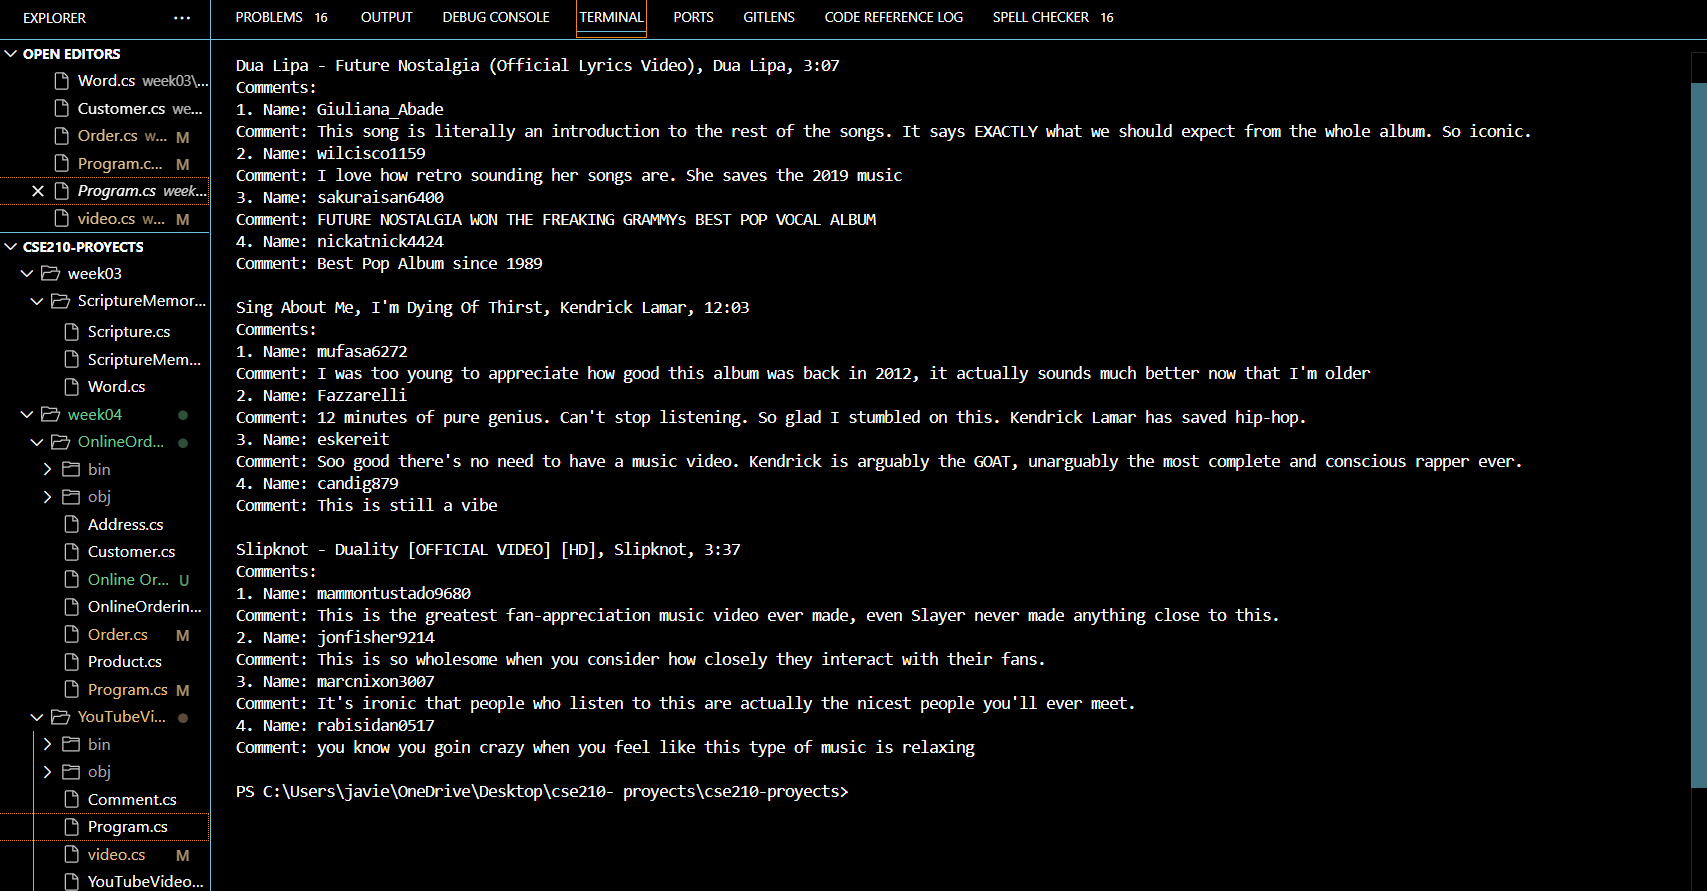 EXPLORER ...
OPEN EDITORS
Word.cs week03\...
Customer.cs we...
Order.cs w... M
Program.c... M
Program.cs week...
video.cs w... M
CSE210-PROYECTS
week03
ScriptureMemor...
Scripture.cs
ScriptureMem...
Word.cs
week04
OnlineOrd...
bin
obj
Address.cs
Customer.cs
Online Or... U
OnlineOrderin...
Order.cs M
Product.cs
Program.cs M
YouTubeVi...
bin
obj
Comment.cs
Program.cs
video.cs M
YouTubeVideo...
PROBLEMS 16 OUTPUT DEBUG CONSOLE TERMINAL PORTS GITLENS CODE REFERENCE LOG SPELL CHECKER 16
Dua Lipa - Future Nostalgia (Official Lyrics Video), Dua Lipa, 3:07
Comments:
1. Name: Giuliana_Abade
Comment: This song is literally an introduction to the rest of the songs. It says EXACTLY what we should expect from the whole album. So iconic.
2. Name: wilcisco1159
Comment: I love how retro sounding her songs are. She saves the 2019 music
3. Name: sakuraisan6400
Comment: FUTURE NOSTALGIA WON THE FREAKING GRAMMYs BEST POP VOCAL ALBUM
4. Name: nickatnick4424
Comment: Best Pop Album since 1989
Sing About Me, I'm Dying Of Thirst, Kendrick Lamar, 12:03
Comments:
1. Name: mufasa6272
Comment: I was too young to appreciate how good this album was back in 2012, it actually sounds much better now that I'm older
2. Name: Fazzarelli
Comment: 12 minutes of pure genius. Can't stop listening. So glad I stumbled on this. Kendrick Lamar has saved hip-hop.
3. Name: eskereit
Comment: Soo good there's no need to have a music video. Kendrick is arguably the GOAT, unarguably the most complete and conscious rapper ever.
4. Name: candig879
Comment: This is still a vibe
Slipknot - Duality [OFFICIAL VIDEO] [HD], Slipknot, 3:37
Comments:
1. Name: mammontustado9680
Comment: This is the greatest fan-appreciation music video ever made, even Slayer never made anything close to this.
2. Name: jonfisher9214
Comment: This is so wholesome when you consider how closely they interact with their fans.
3. Name: marcnixon3007
Comment: It's ironic that people who listen to this are actually the nicest people you'll ever meet.
4. Name: rabisidan0517
Comment: you know you goin crazy when you feel like this type of music is relaxing
PS C:\Users\javie\OneDrive\Desktop\cse210- proyects\cse210-proyects>